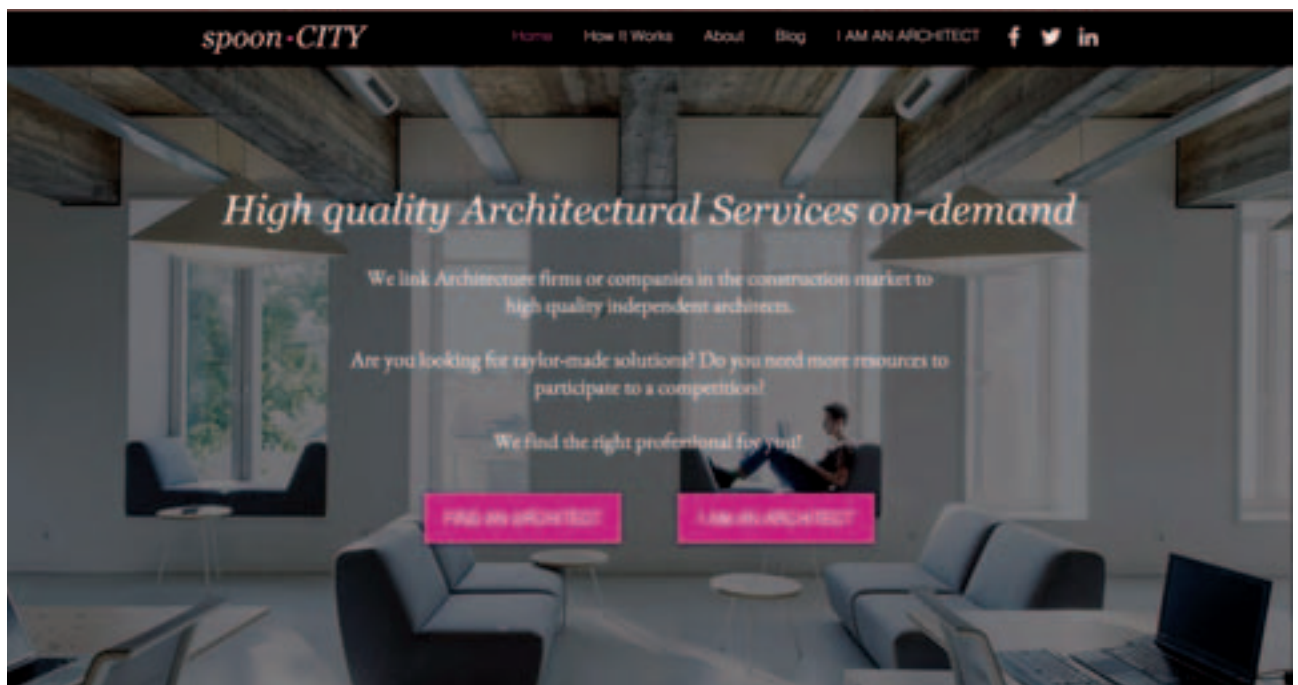 spoon·CITY
Home How It Works About Blog I AM AN ARCHITECT
High quality Architectural Services on-demand
We link Architecture firms or companies in the construction market to
high quality independent architects.
Are you looking for taylor-made solutions? Do you need more resources to
participate to a competition?
We find the right profesional for you!
FIND AN ARCHITECT I AM AN ARCHITECT